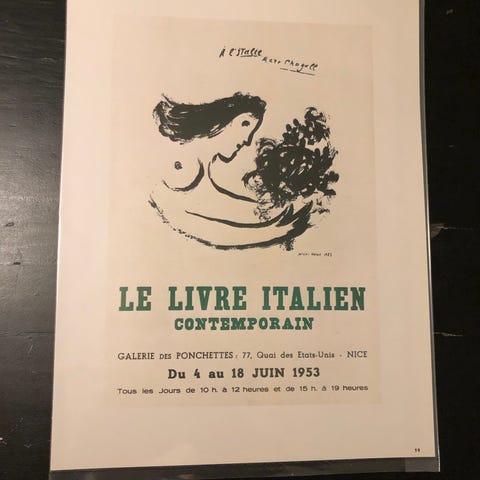 À l'Italie
Marc Chagall
LE LIVRE ITALIEN
CONTEMPORAIN
GALERIE DES PONCHETTES : 77, Quai des Etats-Unis - NICE
Du 4 au 18 JUIN 1953
Tous les Jours de 10 h. à 12 heures et de 15 h. à 19 heures